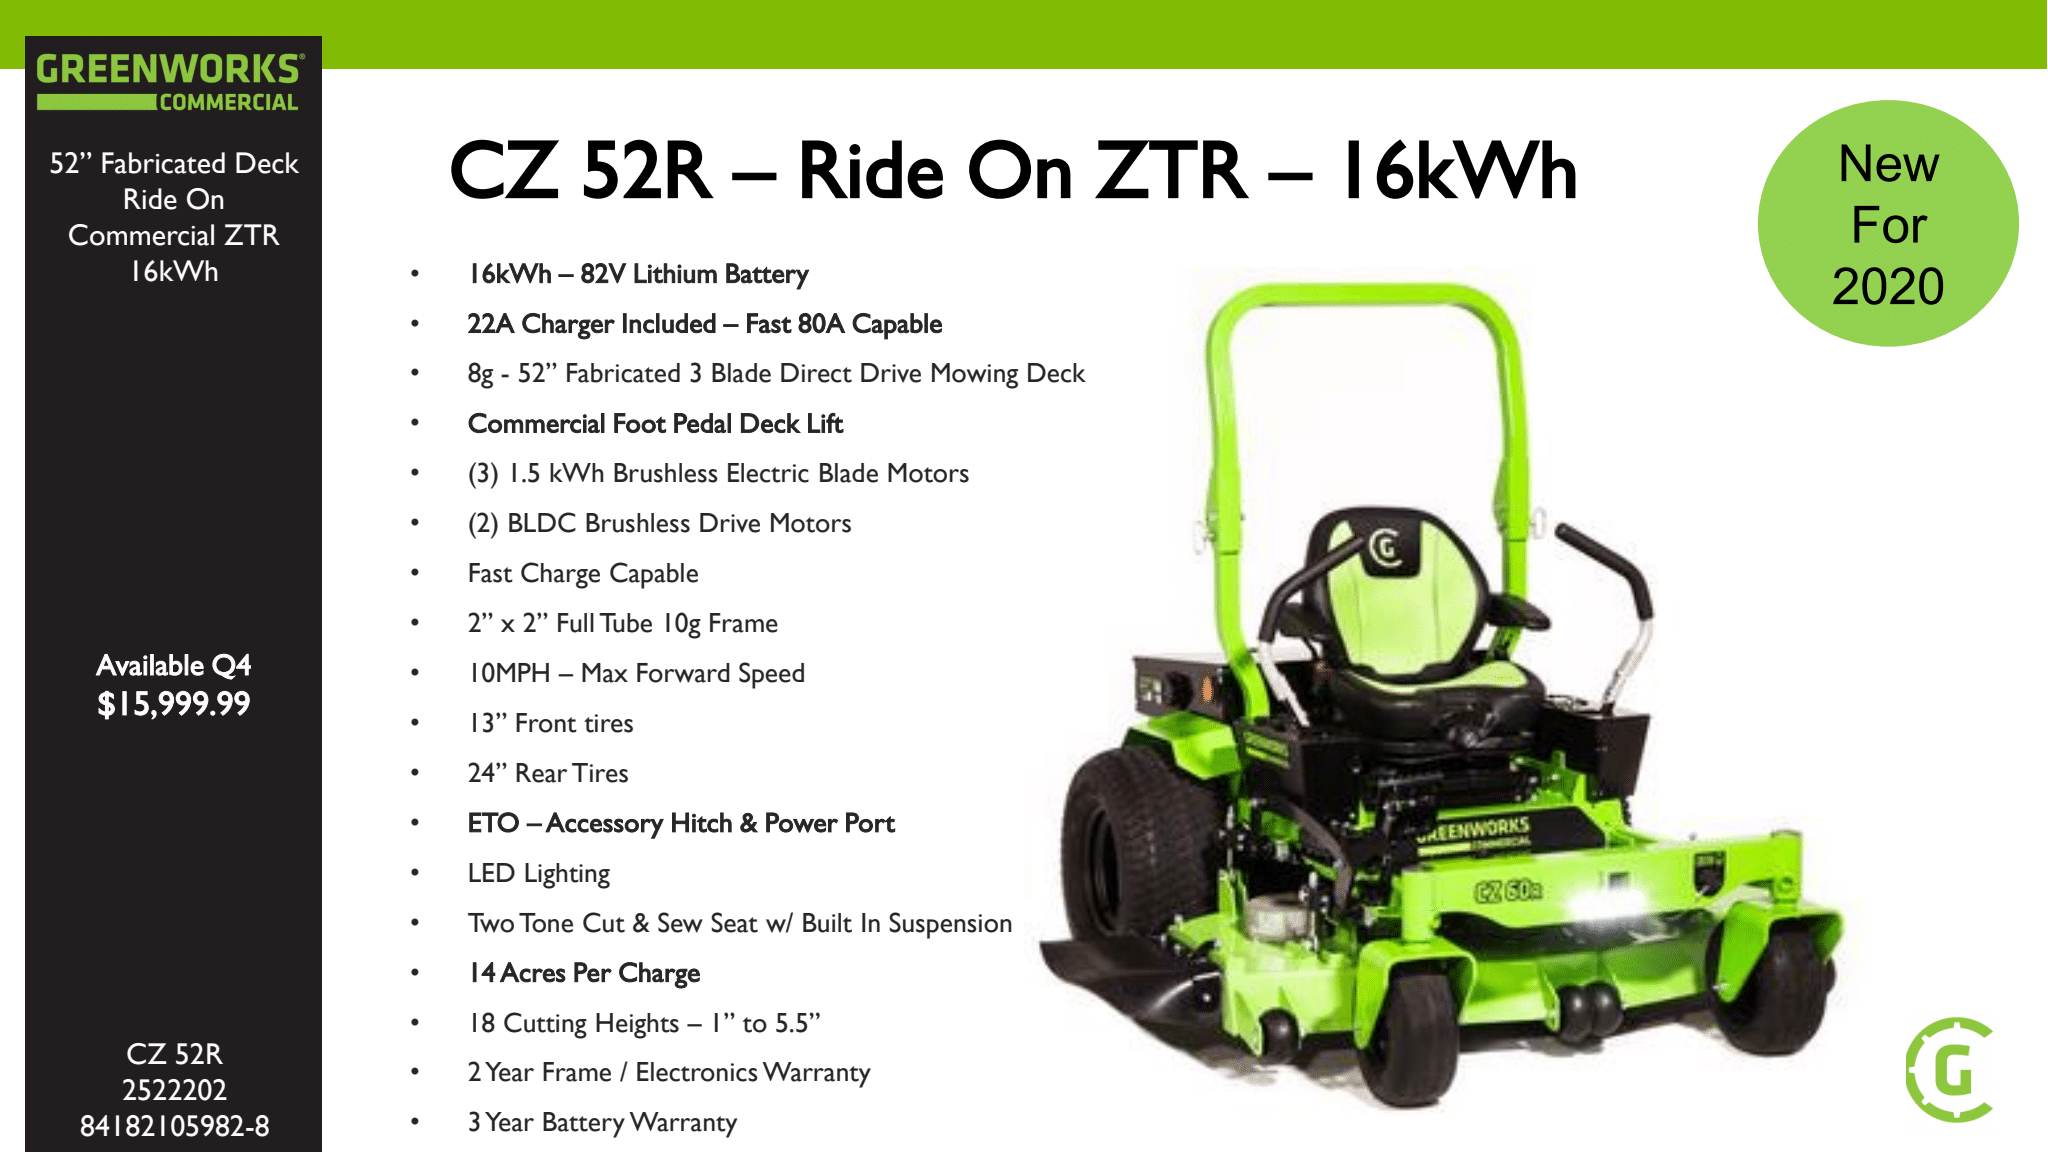 GREENWORKS®
COMMERCIAL
52” Fabricated Deck
Ride On
Commercial ZTR
16kWh
Available Q4
$15,999.99
CZ 52R
2522202
84182105982-8
CZ 52R – Ride On ZTR – 16kWh
New
For
2020
• 16kWh – 82V Lithium Battery
• 22A Charger Included – Fast 80A Capable
• 8g - 52” Fabricated 3 Blade Direct Drive Mowing Deck
• Commercial Foot Pedal Deck Lift
• (3) 1.5 kWh Brushless Electric Blade Motors
• (2) BLDC Brushless Drive Motors
• Fast Charge Capable
• 2” x 2” Full Tube 10g Frame
• 10MPH – Max Forward Speed
• 13” Front tires
• 24” Rear Tires
• ETO – Accessory Hitch & Power Port
• LED Lighting
• Two Tone Cut & Sew Seat w/ Built In Suspension
• 14 Acres Per Charge
• 18 Cutting Heights – 1” to 5.5”
• 2 Year Frame / Electronics Warranty
• 3 Year Battery Warranty
G
GREENWORKS
GREENWORKS
COMMERCIAL
CZ 60R
G